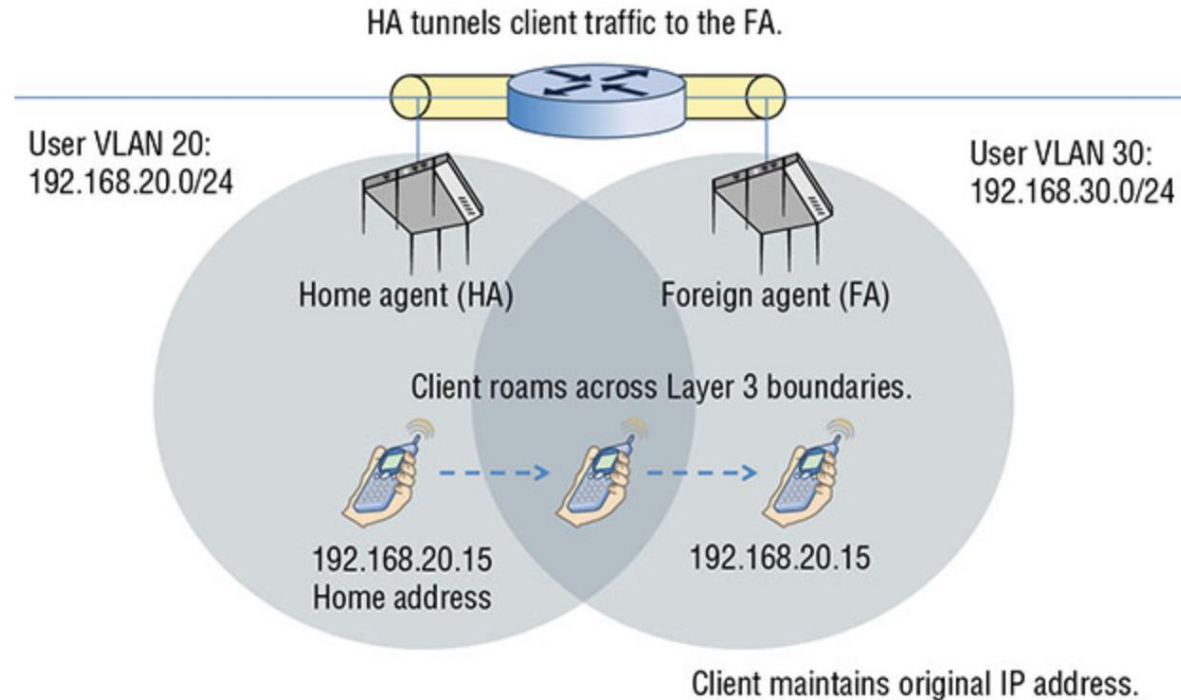 HA tunnels client traffic to the FA.
User VLAN 20:
192.168.20.0/24
User VLAN 30:
192.168.30.0/24
Home agent (HA)
Foreign agent (FA)
Client roams across Layer 3 boundaries.
192.168.20.15
Home address
192.168.20.15
Client maintains original IP address.